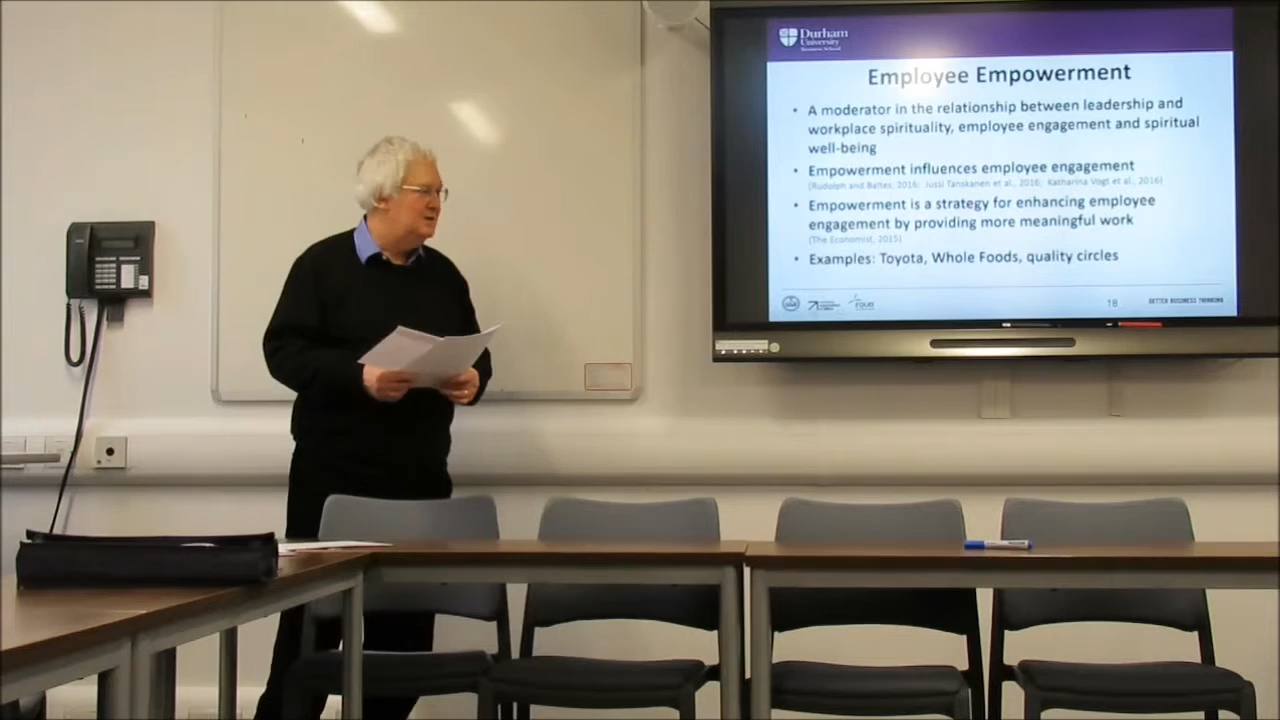 Durham
University
Business School
Employee Empowerment
• A moderator in the relationship between leadership and
workplace spirituality, employee engagement and spiritual
well-being
• Empowerment influences employee engagement
(Rudolph and Baltes, 2016; Jussi Tanskanen et al., 2016; Katharina Vogt et al., 2016)
• Empowerment is a strategy for enhancing employee
engagement by providing more meaningful work
(The Economist, 2015)
• Examples: Toyota, Whole Foods, quality circles
18
BETTER BUSINESS THINKING